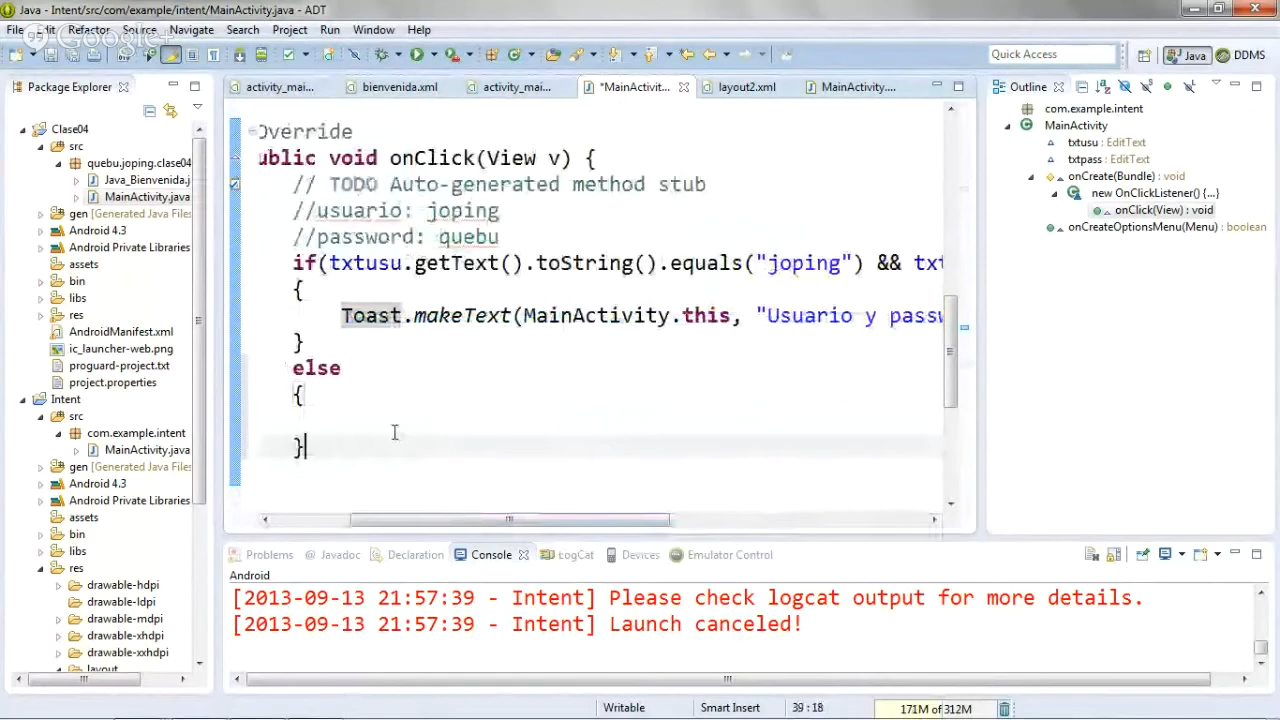 Java - Intent/src/com/example/intent/MainActivity.java - ADT
File Edit Refactor Source Navigate Search Project Run Window Help
Google+
Quick Access
Java
DDMS
Package Explorer
Clase04
src
quebu.joping.clase04
Java_Bienvenida.j
MainActivity.java
gen [Generated Java Files
Android 4.3
Android Private Libraries
assets
bin
libs
res
AndroidManifest.xml
ic_launcher-web.png
proguard-project.txt
project.properties
Intent
src
com.example.intent
MainActivity.java
gen [Generated Java Files
Android 4.3
Android Private Libraries
assets
bin
libs
res
drawable-hdpi
drawable-ldpi
drawable-mdpi
drawable-xhdpi
drawable-xxhdpi
layout
activity_mai...
bienvenida.xml
activity_mai...
*MainActivit...
layout2.xml
MainActivity....
Override
ublic void onClick(View v) {
// TODO Auto-generated method stub
//usuario: joping
//password: quebu
if(txtusu.getText().toString().equals("joping") && txt
{
Toast.makeText(MainActivity.this, "Usuario y passw
}
else
{
}
Outline
com.example.intent
MainActivity
txtusu : EditText
txtpass : EditText
onCreate(Bundle) : void
new OnClickListener() {...}
onClick(View) : void
onCreateOptionsMenu(Menu) : boolean
Problems
Javadoc
Declaration
Console
LogCat
Devices
Emulator Control
Android
[2013-09-13 21:57:39 - Intent] Please check logcat output for more details.
[2013-09-13 21:57:39 - Intent] Launch canceled!
Writable
Smart Insert
39 : 18
171M of 312M